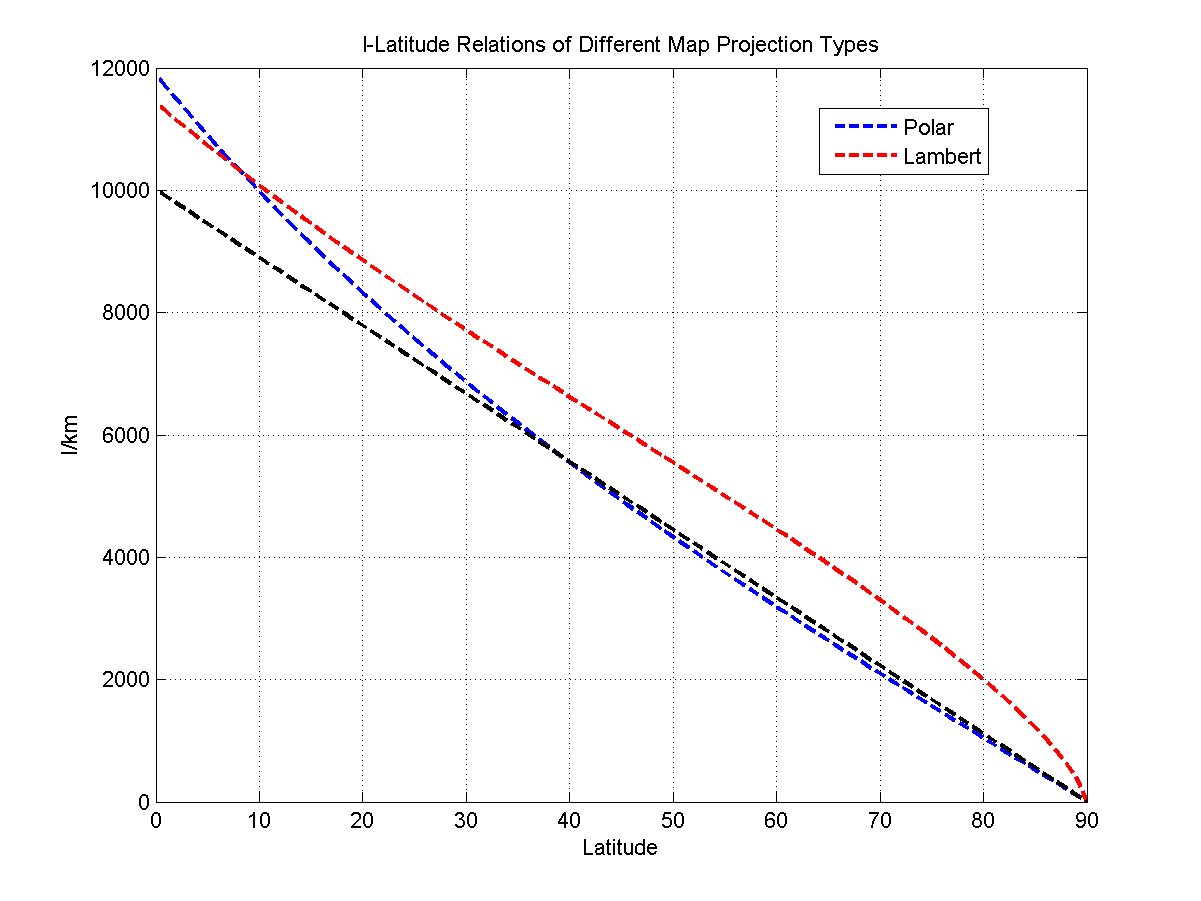 l-Latitude Relations of Different Map Projection Types
12000
10000
8000
6000
4000
2000
0
l/km
Polar
Lambert
0 10 20 30 40 50 60 70 80 90
Latitude